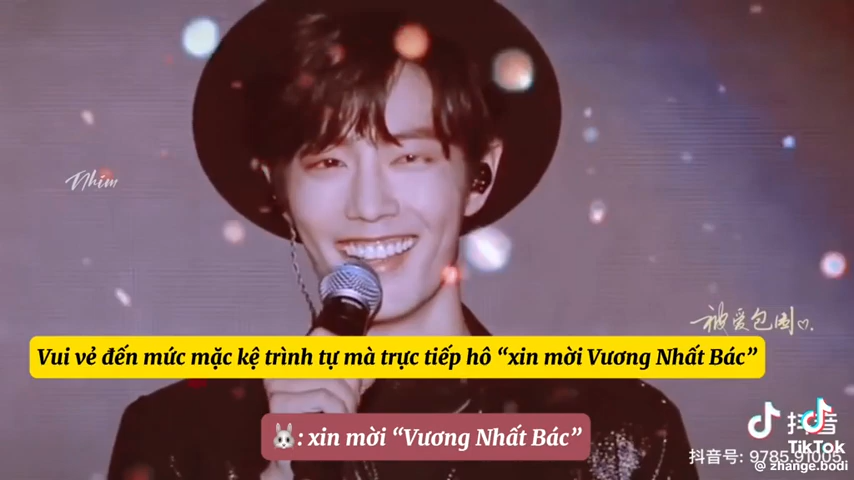 Nhím
被爱包围♡.
Vui vẻ đến mức mặc kệ trình tự mà trực tiếp hô “xin mời Vương Nhất Bác”
🐰: xin mời “Vương Nhất Bác”
抖音
TikTok
抖音号: 9785.91005
@ zhange.bodi